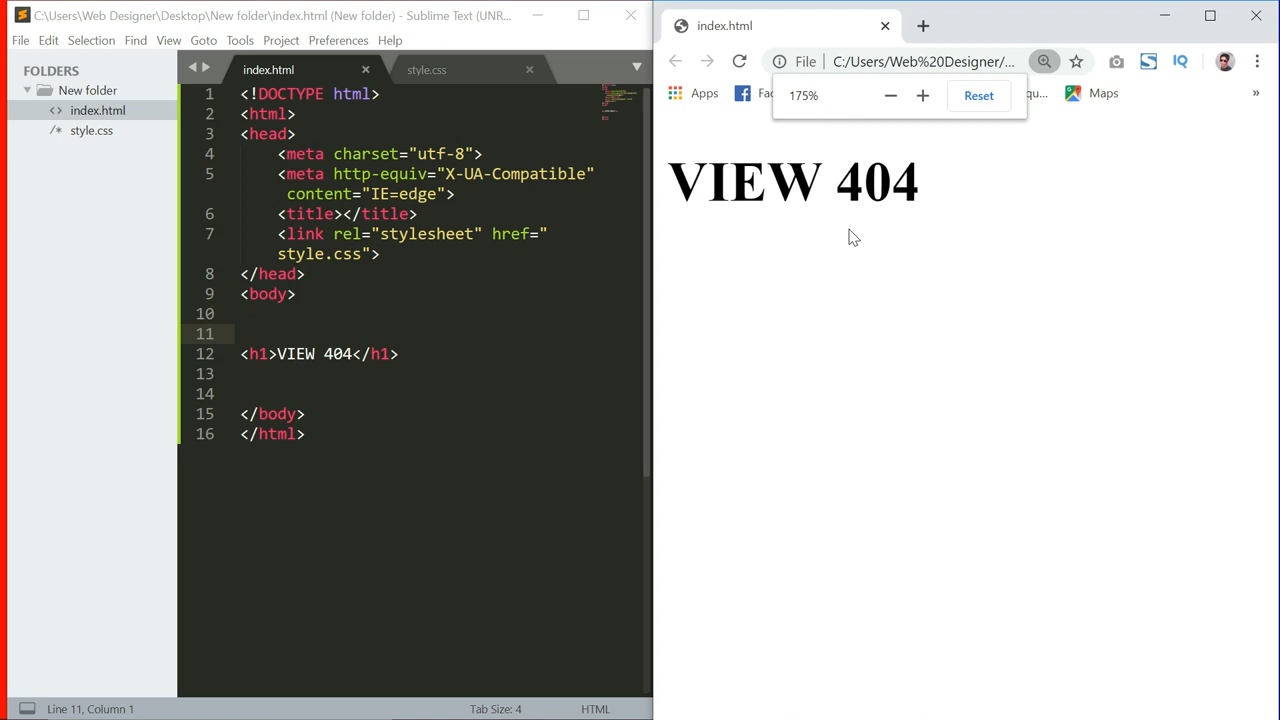 C:\Users\Web Designer\Desktop\New folder\index.html (New folder) - Sublime Text (UNR...
File Edit Selection Find View Goto Tools Project Preferences Help
FOLDERS
New folder
<> index.html
/* style.css
index.html
style.css
1 <!DOCTYPE html>
2 <html>
3 <head>
4 <meta charset="utf-8">
5 <meta http-equiv="X-UA-Compatible"
content="IE=edge">
6 <title></title>
7 <link rel="stylesheet" href="
style.css">
8 </head>
9 <body>
10
11
12 <h1>VIEW 404</h1>
13
14
15 </body>
16 </html>
Line 11, Column 1
Tab Size: 4
HTML
index.html
File
C:/Users/Web%20Designer/...
Apps
Fac
qu...
Maps
»
IQ
175%
Reset
VIEW 404